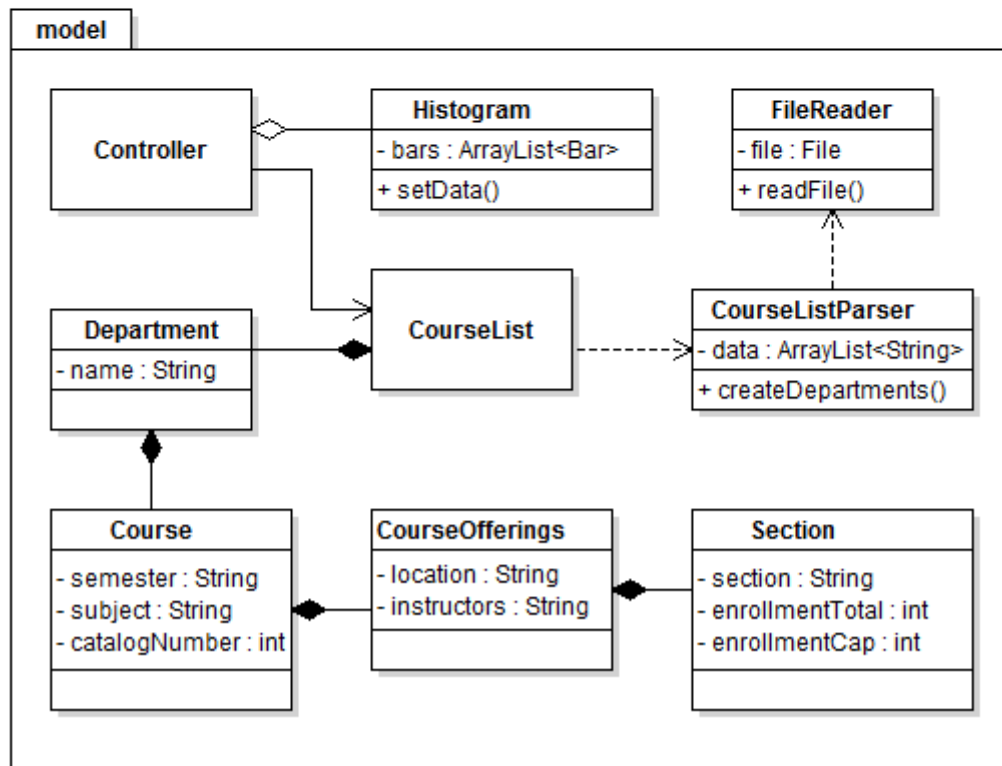 model
Controller
Histogram
- bars : ArrayList<Bar>
+ setData()
FileReader
- file : File
+ readFile()
Department
- name : String
CourseList
CourseListParser
- data : ArrayList<String>
+ createDepartments()
Course
- semester : String
- subject : String
- catalogNumber : int
CourseOfferings
- location : String
- instructors : String
Section
- section : String
- enrollmentTotal : int
- enrollmentCap : int